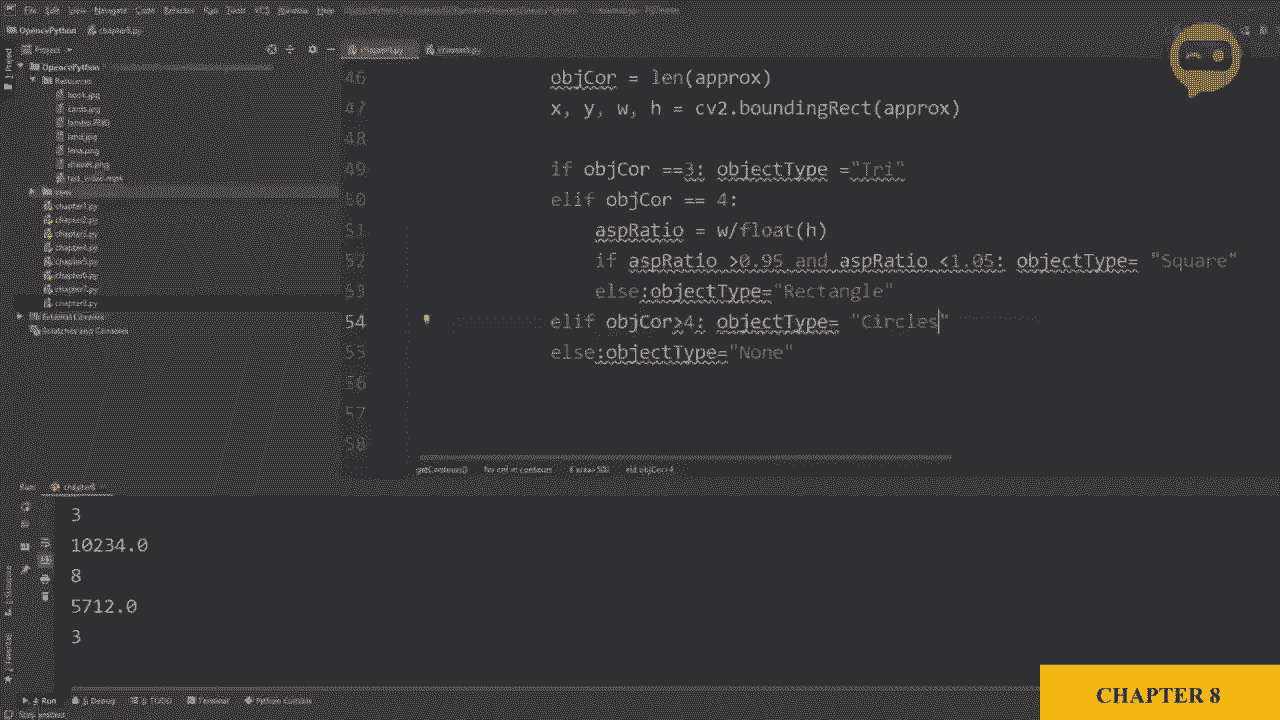 File Edit View Navigate Code Refactor Run Tools VCS Window Help
OpencvPython chapter8.py
Project
chapter8.py
OpencvPython
Resources
book.jpg
cards.jpg
lambo.PNG
land.jpg
lena.png
shapes.png
test_video.mp4
venv
chapter1.py
chapter2.py
chapter3.py
chapter4.py
chapter5.py
chapter6.py
chapter7.py
chapter8.py
External Libraries
Scratches and Consoles
46 objCor = len(approx)
47 x, y, w, h = cv2.boundingRect(approx)
48
49 if objCor ==3: objectType ="Tri"
50 elif objCor == 4:
51 aspRatio = w/float(h)
52 if aspRatio >0.95 and aspRatio <1.05: objectType= "Square"
53 else:objectType="Rectangle"
54 elif objCor>4: objectType= "Circles"
55 else:objectType="None"
56
57
58
getContours() for cnt in contours if area>500 elif objCor>4
Run: chapter8
3
10234.0
8
5712.0
3
4: Run 5: Debug 6: TODO Terminal Python Console
CHAPTER 8